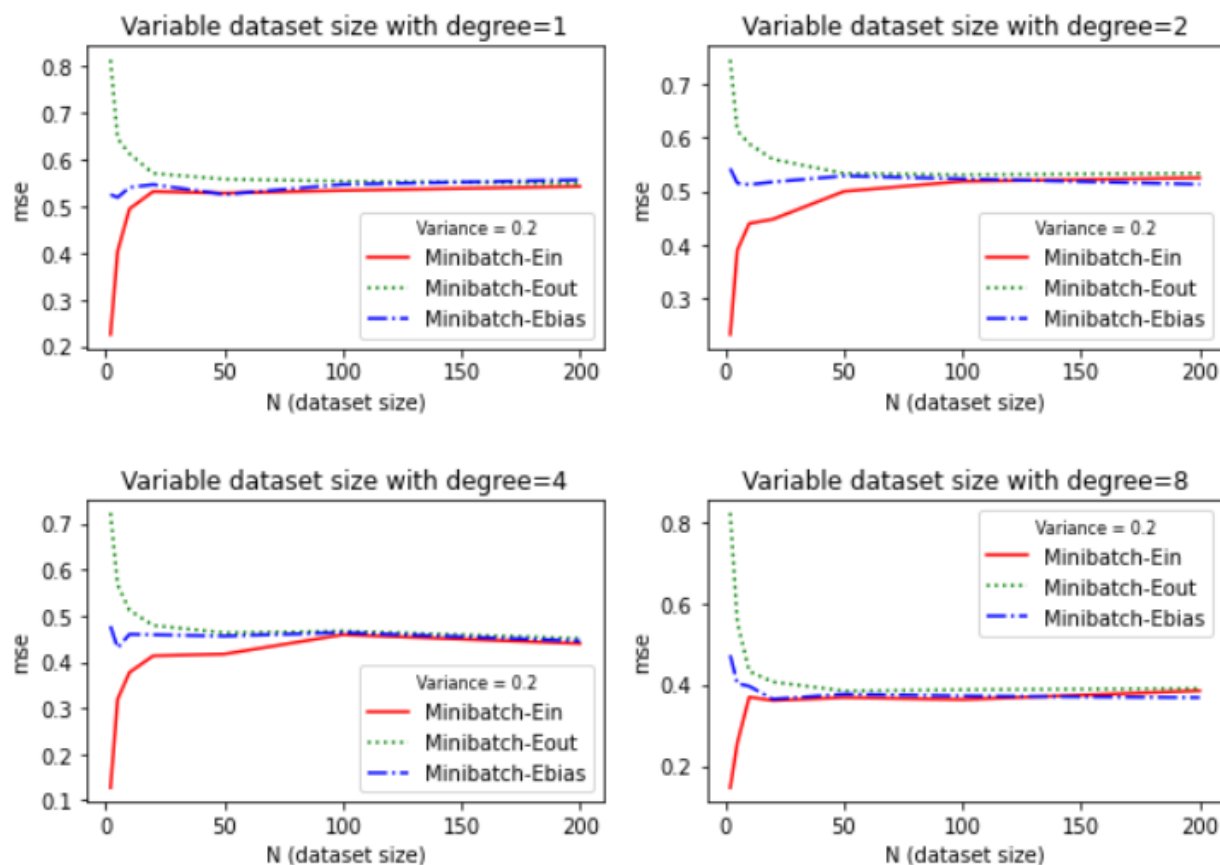 Variable dataset size with degree=1
mse
0.8
0.7
0.6
0.5
0.4
0.3
0.2
Variance = 0.2
Minibatch-Ein
Minibatch-Eout
Minibatch-Ebias
0 50 100 150 200
N (dataset size)
Variable dataset size with degree=2
mse
0.7
0.6
0.5
0.4
0.3
Variance = 0.2
Minibatch-Ein
Minibatch-Eout
Minibatch-Ebias
0 50 100 150 200
N (dataset size)
Variable dataset size with degree=4
mse
0.7
0.6
0.5
0.4
0.3
0.2
0.1
Variance = 0.2
Minibatch-Ein
Minibatch-Eout
Minibatch-Ebias
0 50 100 150 200
N (dataset size)
Variable dataset size with degree=8
mse
0.8
0.6
0.4
0.2
Variance = 0.2
Minibatch-Ein
Minibatch-Eout
Minibatch-Ebias
0 50 100 150 200
N (dataset size)